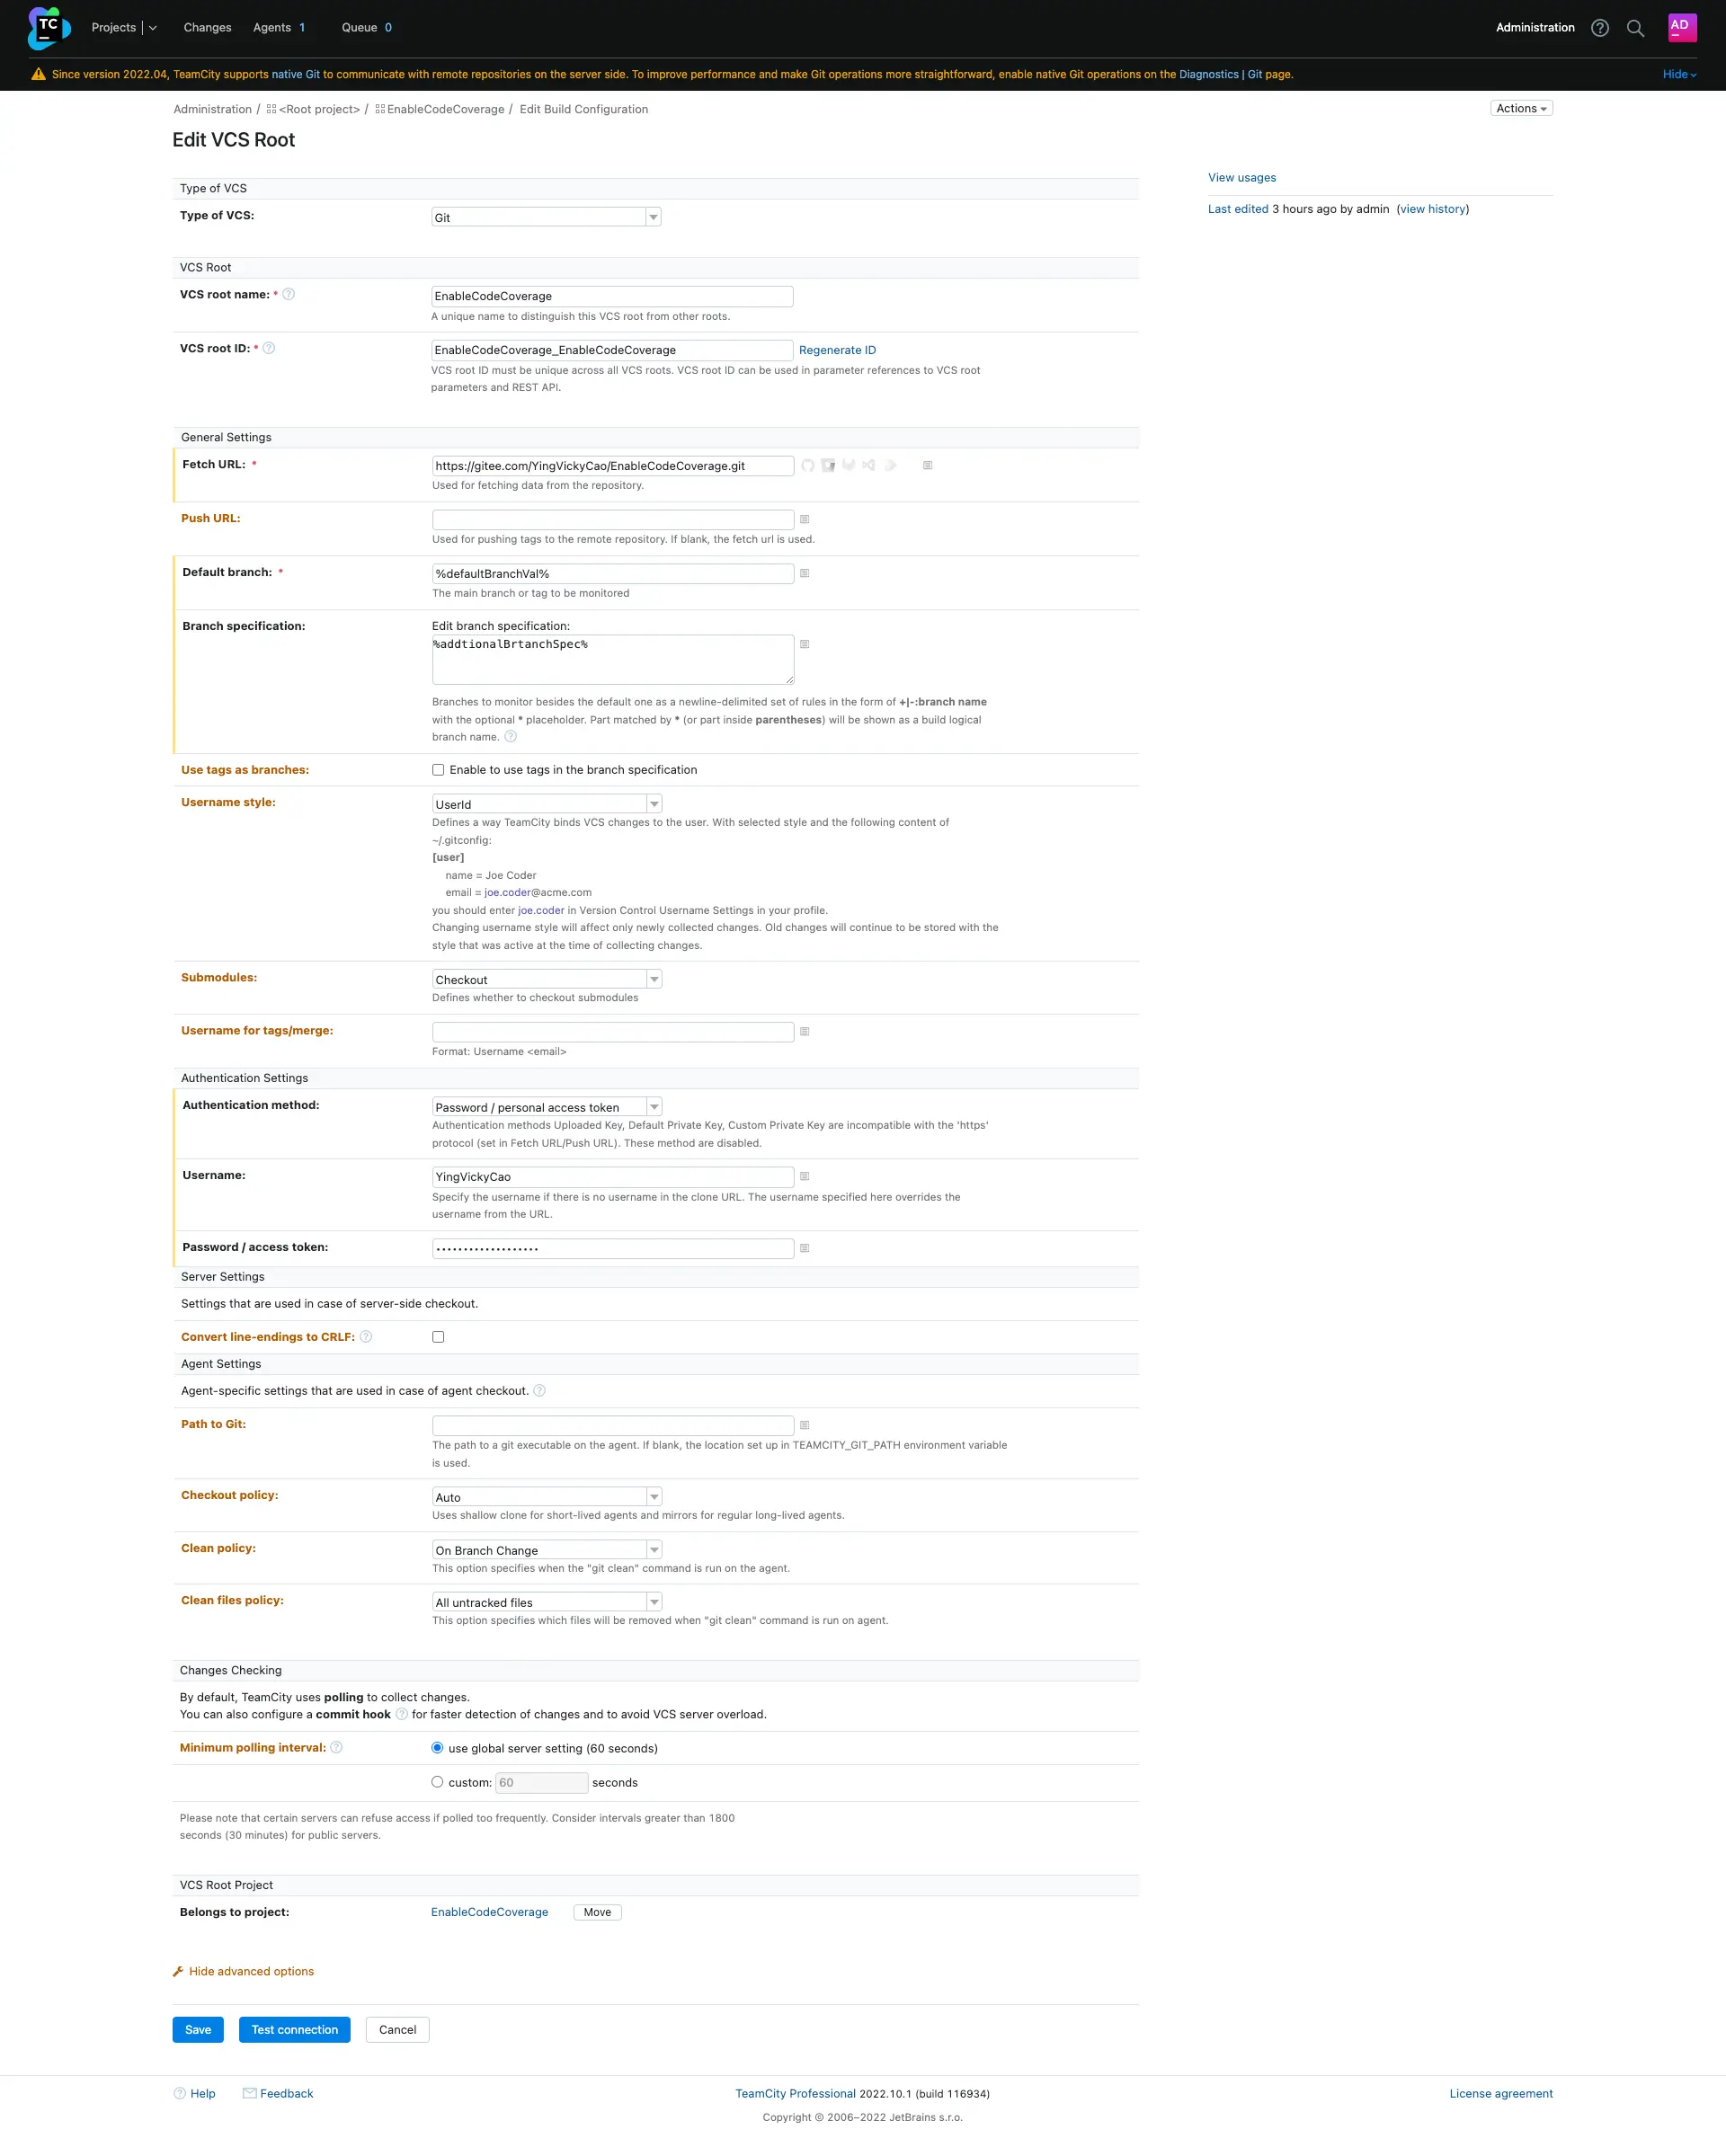 TC
Projects
Changes
Agents 1
Queue 0
Administration
AD
Since version 2022.04, TeamCity supports native Git to communicate with remote repositories on the server side. To improve performance and make Git operations more straightforward, enable native Git operations on the Diagnostics | Git page.
Hide
Administration / <Root project> / EnableCodeCoverage / Edit Build Configuration
Actions
Edit VCS Root
View usages
Last edited 3 hours ago by admin (view history)
Type of VCS
Type of VCS:
Git
VCS Root
VCS root name: *
EnableCodeCoverage
A unique name to distinguish this VCS root from other roots.
VCS root ID: *
EnableCodeCoverage_EnableCodeCoverage
Regenerate ID
VCS root ID must be unique across all VCS roots. VCS root ID can be used in parameter references to VCS root
parameters and REST API.
General Settings
Fetch URL: *
https://gitee.com/YingVickyCao/EnableCodeCoverage.git
Used for fetching data from the repository.
Push URL:
Used for pushing tags to the remote repository. If blank, the fetch url is used.
Default branch: *
%defaultBranchVal%
The main branch or tag to be monitored
Branch specification:
Edit branch specification:
%addtionalBrtanchSpec%
Branches to monitor besides the default one as a newline-delimited set of rules in the form of +|-:branch name
with the optional * placeholder. Part matched by * (or part inside parentheses) will be shown as a build logical
branch name.
Use tags as branches:
Enable to use tags in the branch specification
Username style:
UserId
Defines a way TeamCity binds VCS changes to the user. With selected style and the following content of
~/.gitconfig:
[user]
name = Joe Coder
email = joe.coder@acme.com
you should enter joe.coder in Version Control Username Settings in your profile.
Changing username style will affect only newly collected changes. Old changes will continue to be stored with the
style that was active at the time of collecting changes.
Submodules:
Checkout
Defines whether to checkout submodules
Username for tags/merge:
Format: Username <email>
Authentication Settings
Authentication method:
Password / personal access token
Authentication methods Uploaded Key, Default Private Key, Custom Private Key are incompatible with the 'https'
protocol (set in Fetch URL/Push URL). These method are disabled.
Username:
YingVickyCao
Specify the username if there is no username in the clone URL. The username specified here overrides the
username from the URL.
Password / access token:
•••••••••••••••••••
Server Settings
Settings that are used in case of server-side checkout.
Convert line-endings to CRLF:
Agent Settings
Agent-specific settings that are used in case of agent checkout.
Path to Git:
The path to a git executable on the agent. If blank, the location set up in TEAMCITY_GIT_PATH environment variable
is used.
Checkout policy:
Auto
Uses shallow clone for short-lived agents and mirrors for regular long-lived agents.
Clean policy:
On Branch Change
This option specifies when the "git clean" command is run on the agent.
Clean files policy:
All untracked files
This option specifies which files will be removed when "git clean" command is run on agent.
Changes Checking
By default, TeamCity uses polling to collect changes.
You can also configure a commit hook for faster detection of changes and to avoid VCS server overload.
Minimum polling interval:
use global server setting (60 seconds)
custom: 60 seconds
Please note that certain servers can refuse access if polled too frequently. Consider intervals greater than 1800
seconds (30 minutes) for public servers.
VCS Root Project
Belongs to project:
EnableCodeCoverage
Move
Hide advanced options
Save
Test connection
Cancel
Help
Feedback
TeamCity Professional 2022.10.1 (build 116934)
License agreement
Copyright © 2006–2022 JetBrains s.r.o.